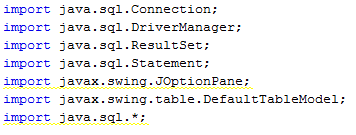 import java.sql.Connection;
import java.sql.DriverManager;
import java.sql.ResultSet;
import java.sql.Statement;
import javax.swing.JOptionPane;
import javax.swing.table.DefaultTableModel;
import java.sql.*;